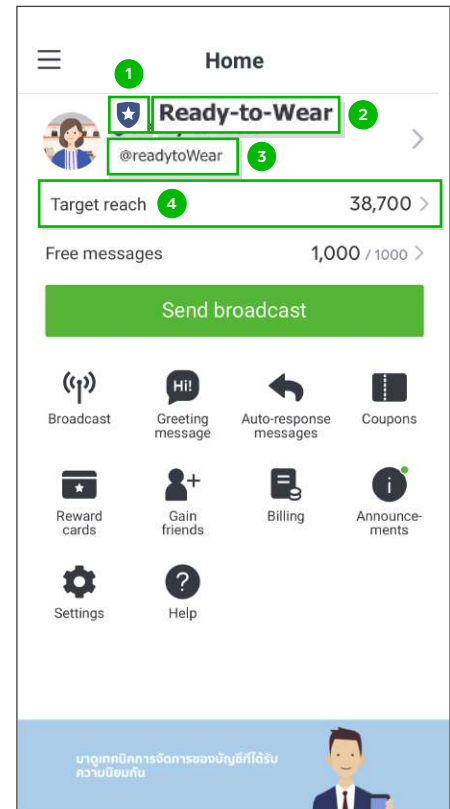 Home
1
Ready-to-Wear 2
@readytoWear 3
Target reach 4 38,700
Free messages 1,000 / 1000
Send broadcast
Hi!
Broadcast Greeting message Auto-response messages Coupons
Reward cards Gain friends Billing Announce-ments
Settings Help
มาดูเทคนิคการจัดการของบัญชีที่ได้รับ
ความนิยมกัน